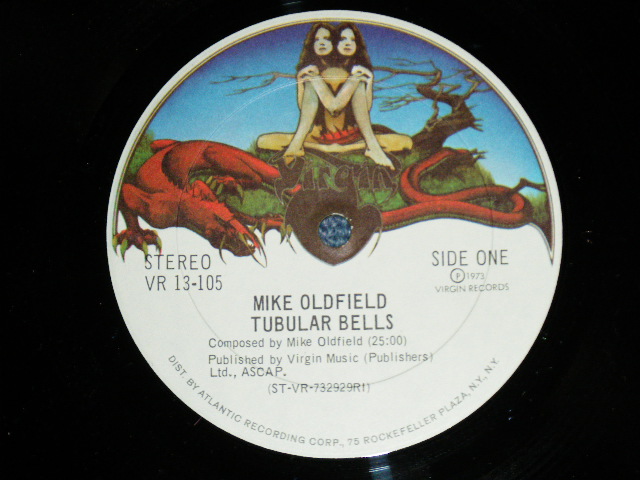 Virgin
STEREO
VR 13-105
SIDE ONE
℗ 1973
VIRGIN RECORDS
MIKE OLDFIELD
TUBULAR BELLS
Composed by Mike Oldfield (25:00)
Published by Virgin Music (Publishers)
Ltd., ASCAP.
(ST-VR-732929RI)
DIST. BY ATLANTIC RECORDING CORP., 75 ROCKEFELLER PLAZA, N.Y., N.Y.